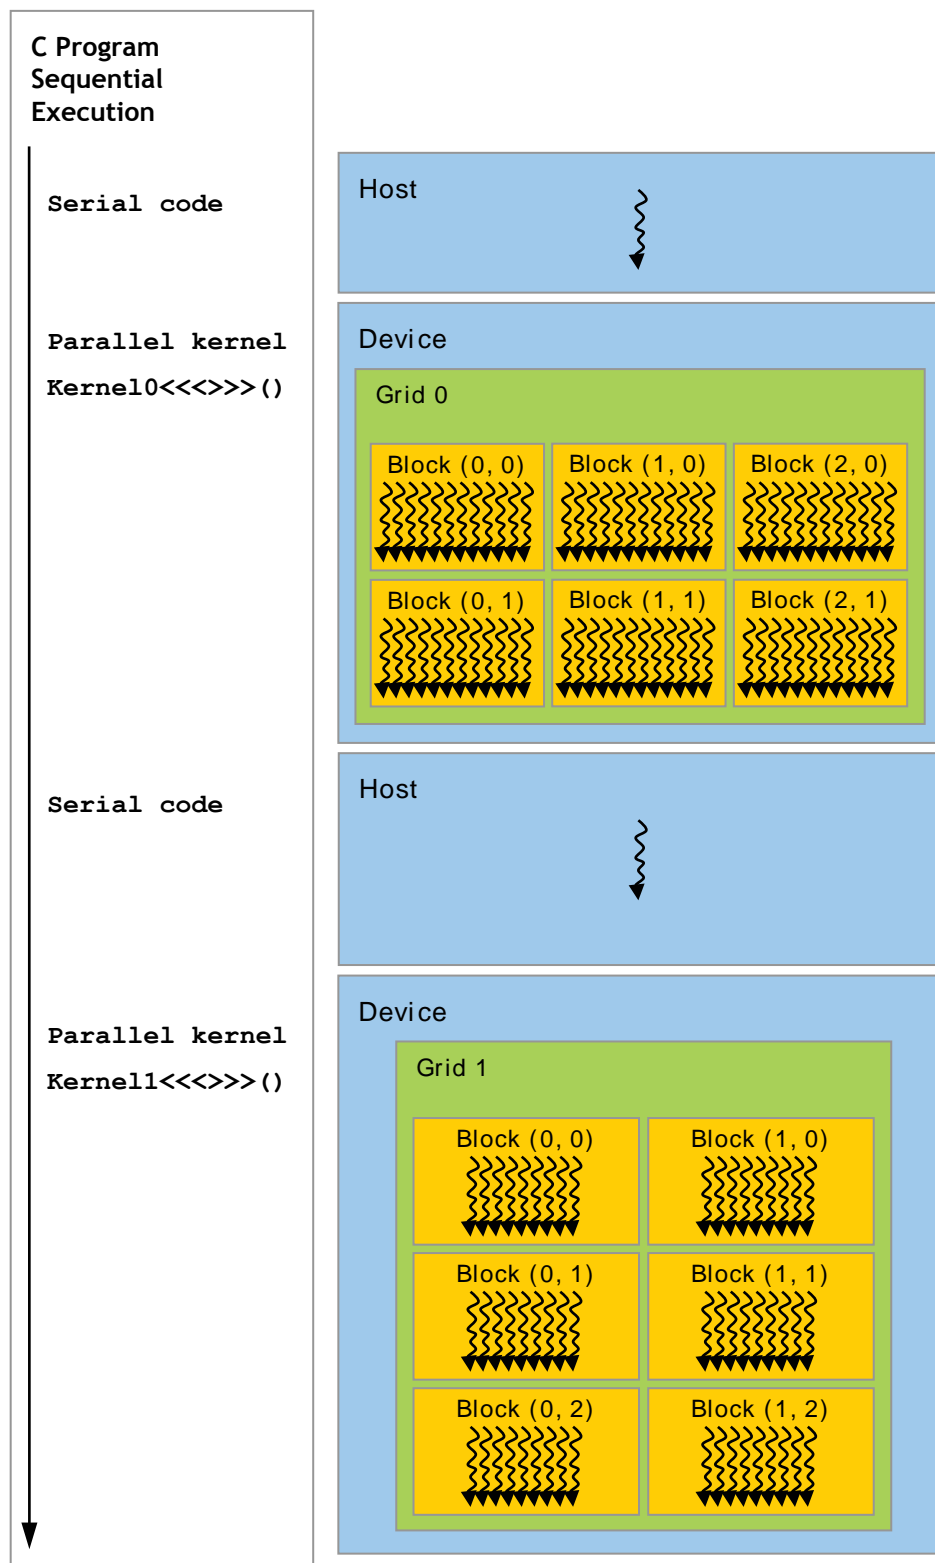 C Program
Sequential
Execution
Serial code
Host
Parallel kernel
Kernel0<<<>>>()
Device
Grid 0
Block (0, 0)
Block (1, 0)
Block (2, 0)
Block (0, 1)
Block (1, 1)
Block (2, 1)
Serial code
Host
Parallel kernel
Kernel1<<<>>>()
Device
Grid 1
Block (0, 0)
Block (1, 0)
Block (0, 1)
Block (1, 1)
Block (0, 2)
Block (1, 2)